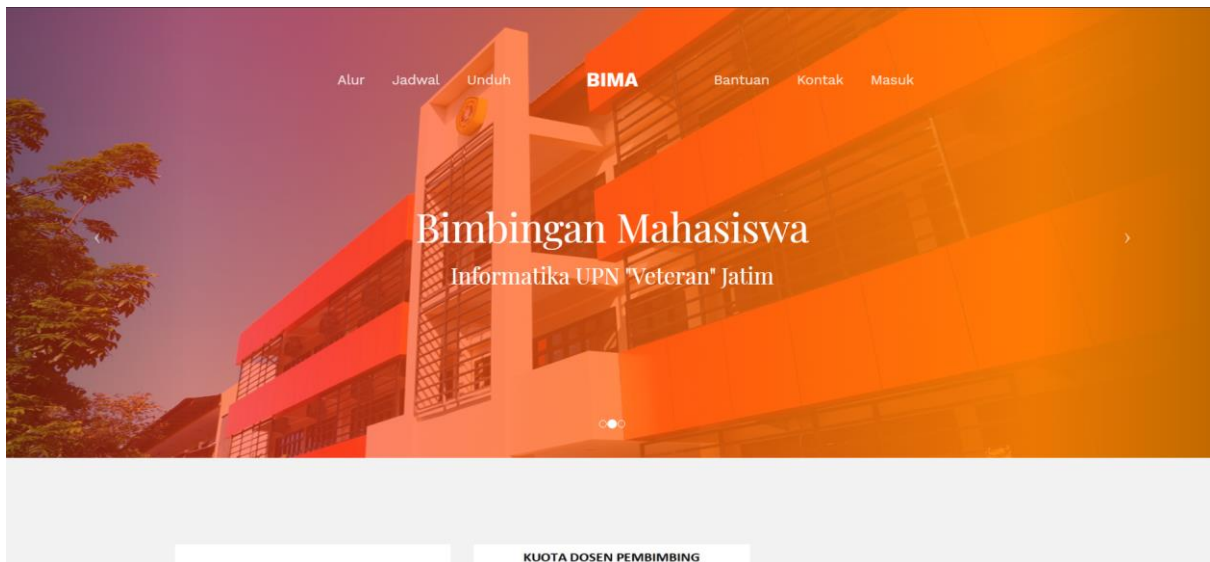 Alur Jadwal Unduh BIMA Bantuan Kontak Masuk
Bimbingan Mahasiswa
Informatika UPN "Veteran" Jatim
KUOTA DOSEN PEMBIMBING